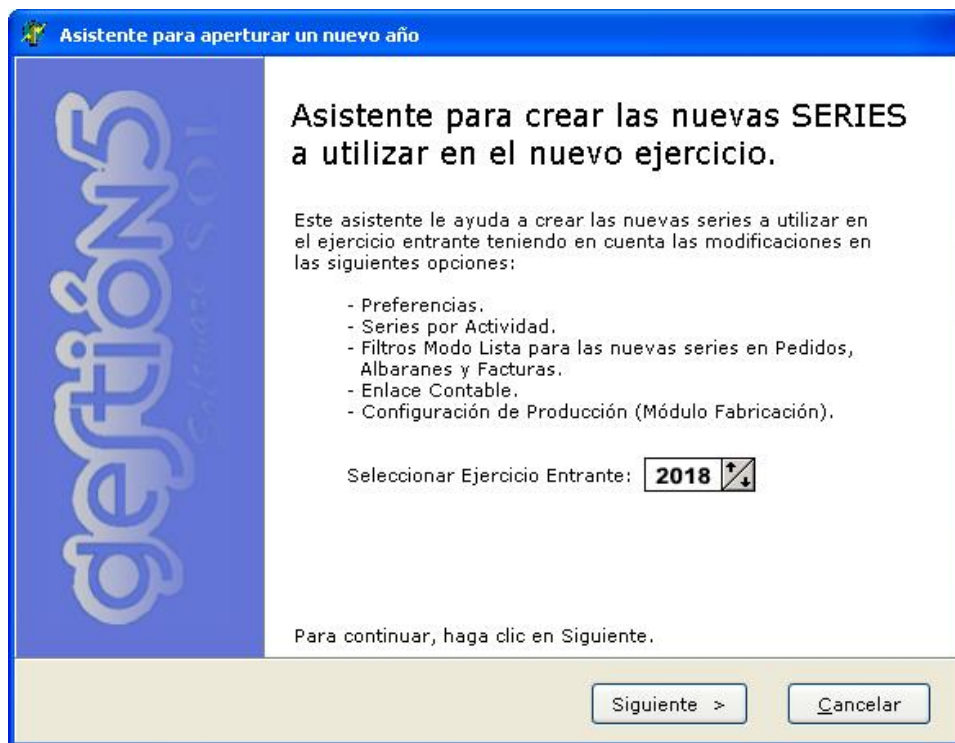 Asistente para aperturar un nuevo año
gestión5
Software SOL
Asistente para crear las nuevas SERIES
a utilizar en el nuevo ejercicio.
Este asistente le ayuda a crear las nuevas series a utilizar en
el ejercicio entrante teniendo en cuenta las modificaciones en
las siguientes opciones:
- Preferencias.
- Series por Actividad.
- Filtros Modo Lista para las nuevas series en Pedidos,
Albaranes y Facturas.
- Enlace Contable.
- Configuración de Producción (Módulo Fabricación).
Seleccionar Ejercicio Entrante: 2018
Para continuar, haga clic en Siguiente.
Siguiente >
Cancelar